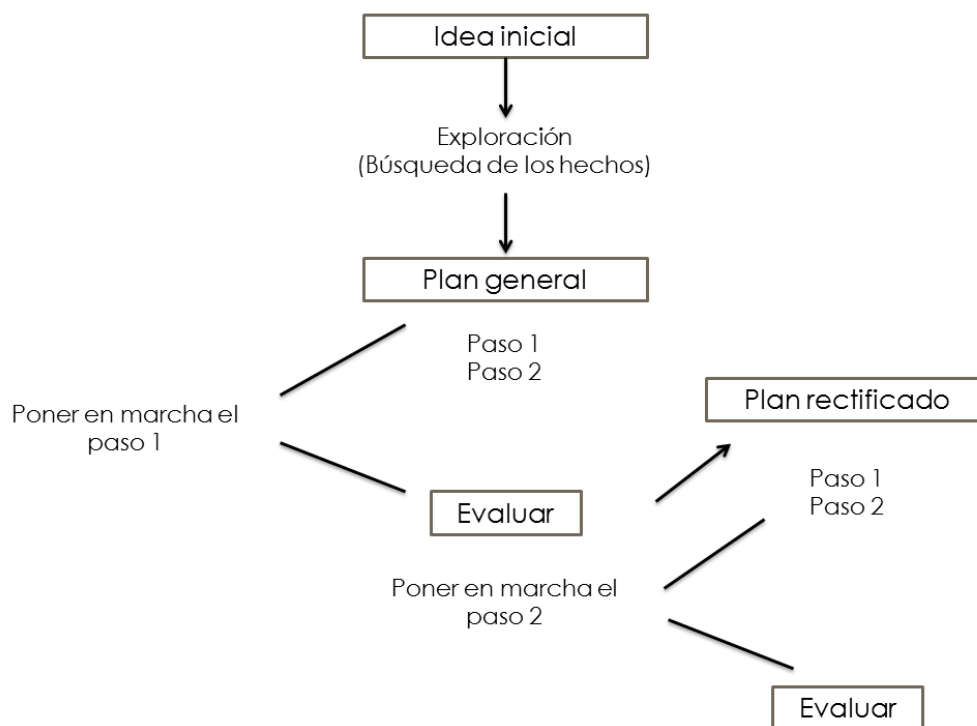 Idea inicial
Exploración
(Búsqueda de los hechos)
Plan general
Paso 1
Paso 2
Poner en marcha el
paso 1
Plan rectificado
Paso 1
Paso 2
Evaluar
Poner en marcha el
paso 2
Evaluar